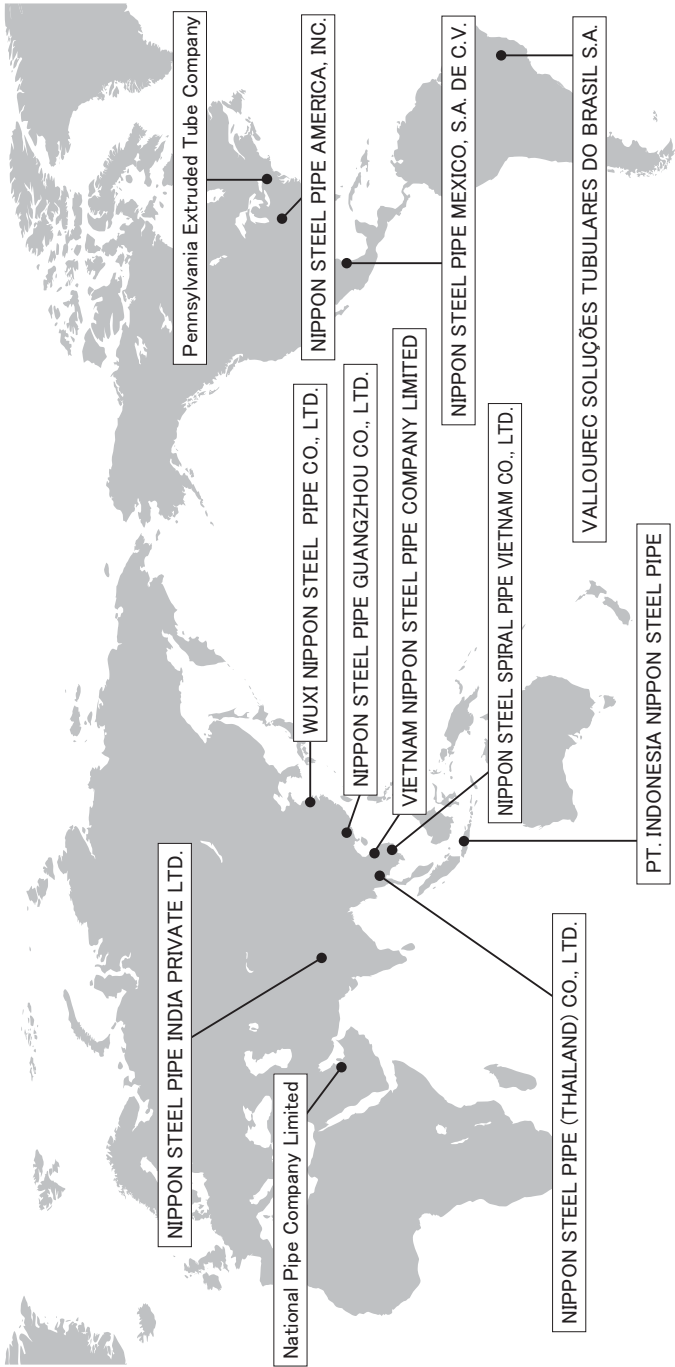 NIPPON STEEL PIPE INDIA PRIVATE LTD.
Pennsylvania Extruded Tube Company
National Pipe Company Limited
WUXI NIPPON STEEL  PIPE CO., LTD.
NIPPON STEEL PIPE AMERICA, INC.
NIPPON STEEL PIPE GUANGZHOU CO., LTD.
VIETNAM NIPPON STEEL PIPE COMPANY LIMITED
NIPPON STEEL PIPE MEXICO, S.A. DE C.V.
NIPPON STEEL SPIRAL PIPE VIETNAM CO., LTD.
NIPPON STEEL PIPE (THAILAND) CO., LTD.
VALLOUREC SOLUÇÕES TUBULARES DO BRASIL S.A.
PT. INDONESIA NIPPON STEEL PIPE